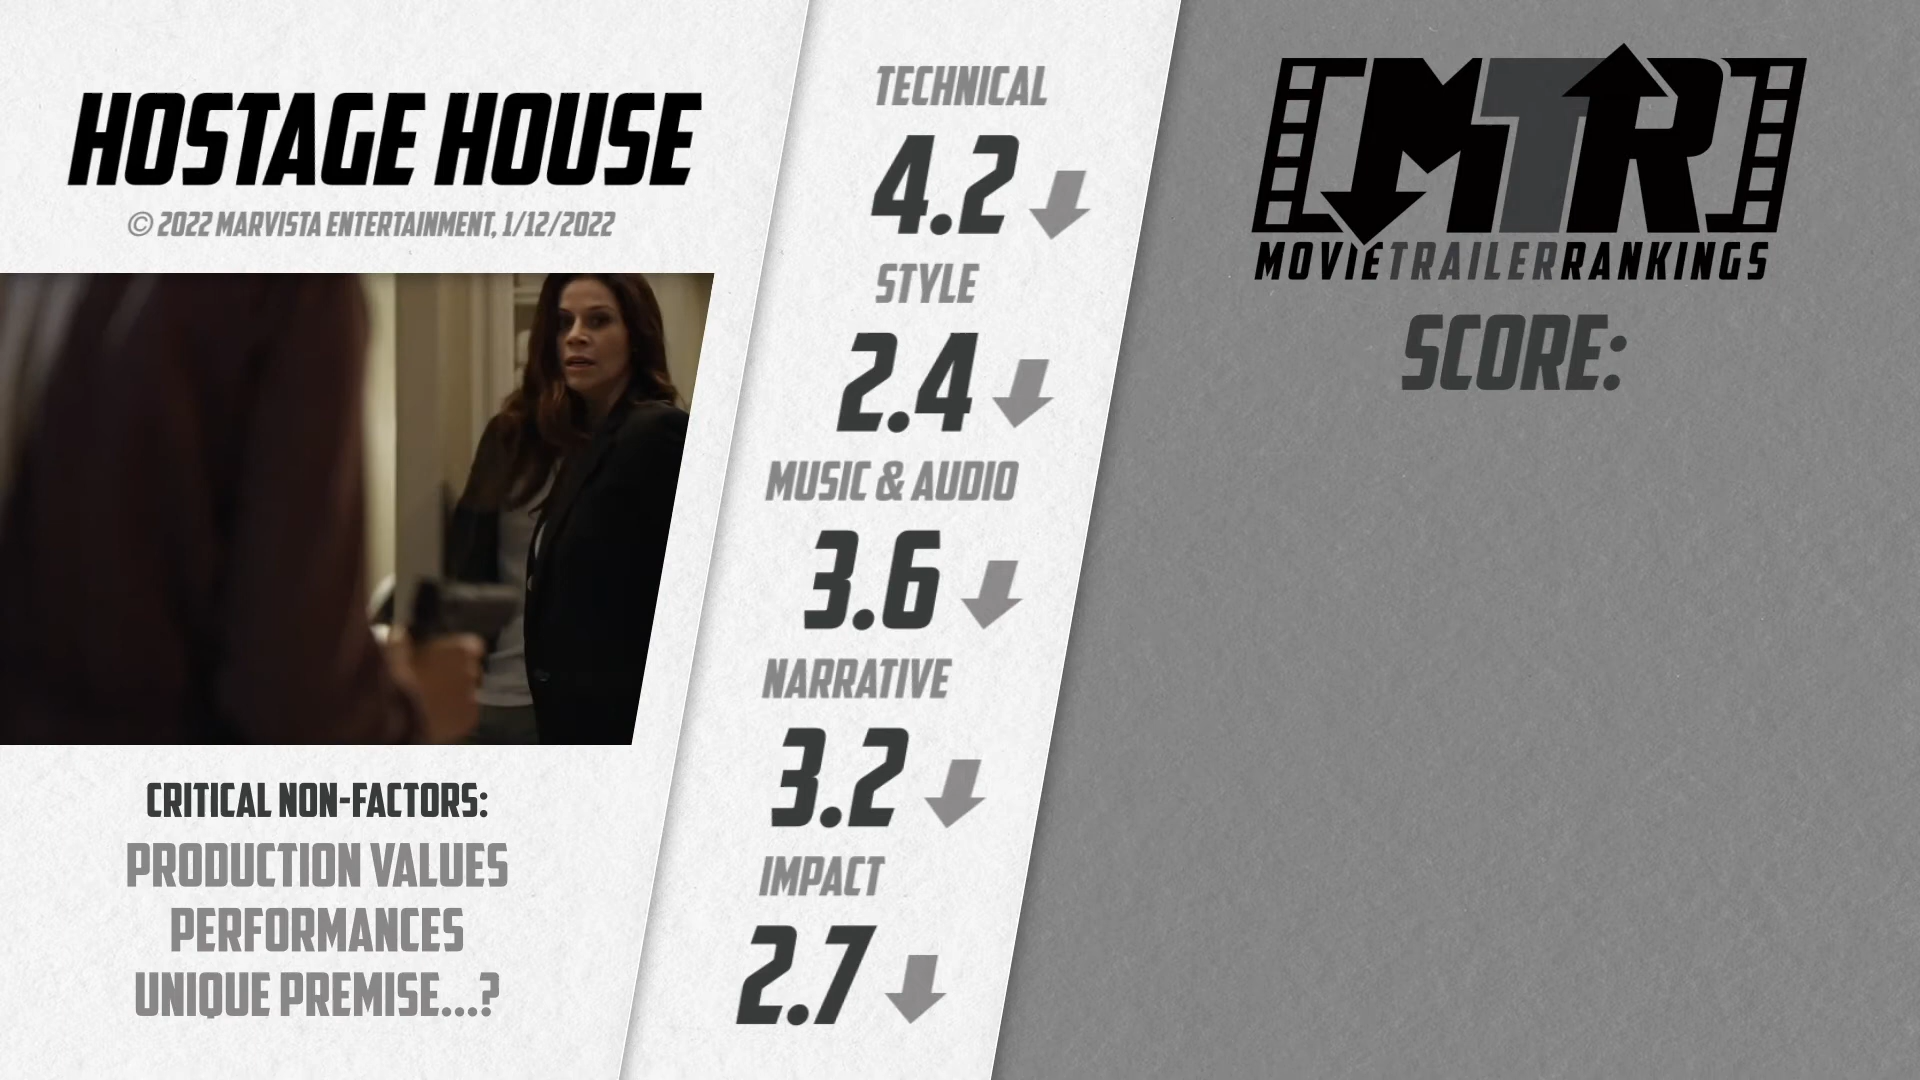 HOSTAGE HOUSE
© 2022 MARVISTA ENTERTAINMENT, 1/12/2022
CRITICAL NON-FACTORS:
PRODUCTION VALUES
PERFORMANCES
UNIQUE PREMISE...?
TECHNICAL
4.2
STYLE
2.4
MUSIC & AUDIO
3.6
NARRATIVE
3.2
IMPACT
2.7
MTR
MOVIETRAILERRANKINGS
SCORE: